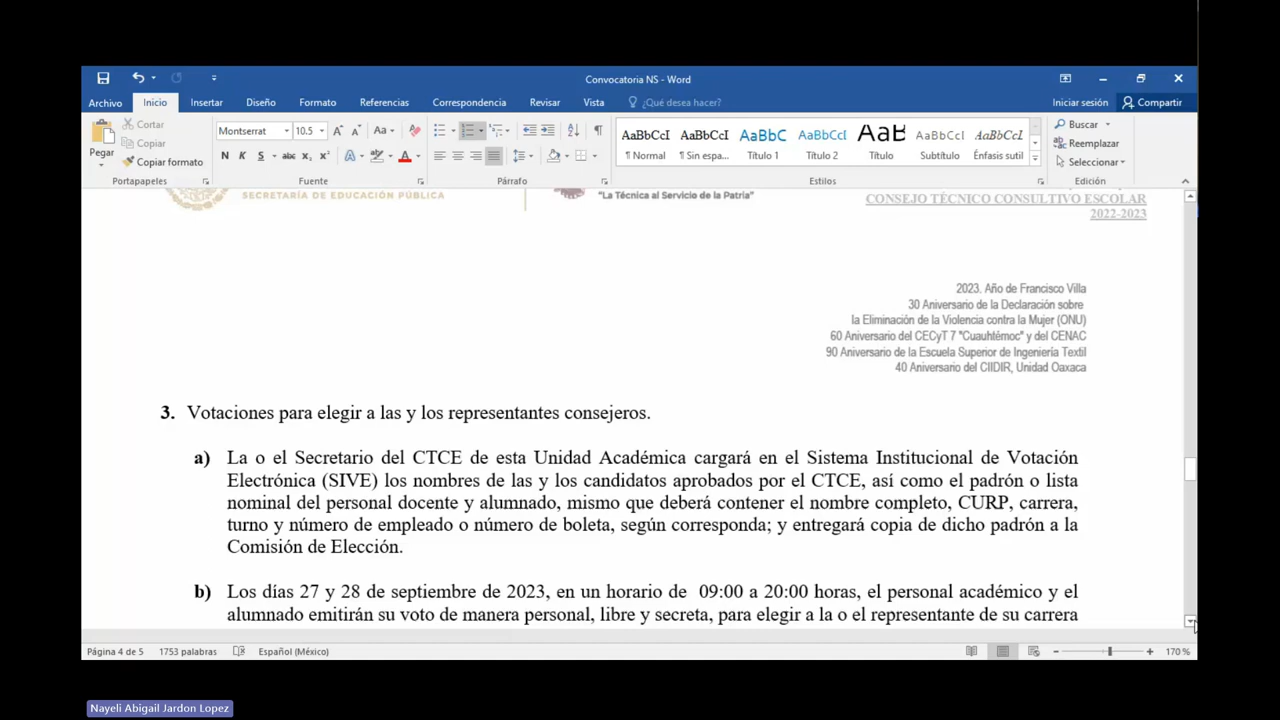 Convocatoria NS - Word
Archivo Inicio Insertar Diseño Formato Referencias Correspondencia Revisar Vista ¿Qué desea hacer? Iniciar sesión Compartir
Pegar
Cortar
Copiar
Copiar formato
Portapapeles
Montserrat 10.5
N K S abc x₂ x²
Fuente
Párrafo
AaBbCcI AaBbCcI AaBbC AaBbCcI AaB AaBbCcI AaBbCcI
¶ Normal ¶ Sin espa... Título 1 Título 2 Título Subtítulo Énfasis sutil
Estilos
Buscar
Reemplazar
Seleccionar
Edición
SECRETARÍA DE EDUCACIÓN PÚBLICA
"La Técnica al Servicio de la Patria"
CONSEJO TÉCNICO CONSULTIVO ESCOLAR
2022-2023
2023. Año de Francisco Villa
30 Aniversario de la Declaración sobre
la Eliminación de la Violencia contra la Mujer (ONU)
60 Aniversario del CECyT 7 "Cuauhtémoc" y del CENAC
90 Aniversario de la Escuela Superior de Ingeniería Textil
40 Aniversario del CIIDIR, Unidad Oaxaca
3. Votaciones para elegir a las y los representantes consejeros.
a) La o el Secretario del CTCE de esta Unidad Académica cargará en el Sistema Institucional de Votación
Electrónica (SIVE) los nombres de las y los candidatos aprobados por el CTCE, así como el padrón o lista
nominal del personal docente y alumnado, mismo que deberá contener el nombre completo, CURP, carrera,
turno y número de empleado o número de boleta, según corresponda; y entregará copia de dicho padrón a la
Comisión de Elección.
b) Los días 27 y 28 de septiembre de 2023, en un horario de 09:00 a 20:00 horas, el personal académico y el
alumnado emitirán su voto de manera personal, libre y secreta, para elegir a la o el representante de su carrera
Página 4 de 5 1753 palabras Español (México) 170 %
Nayeli Abigail Jardon Lopez